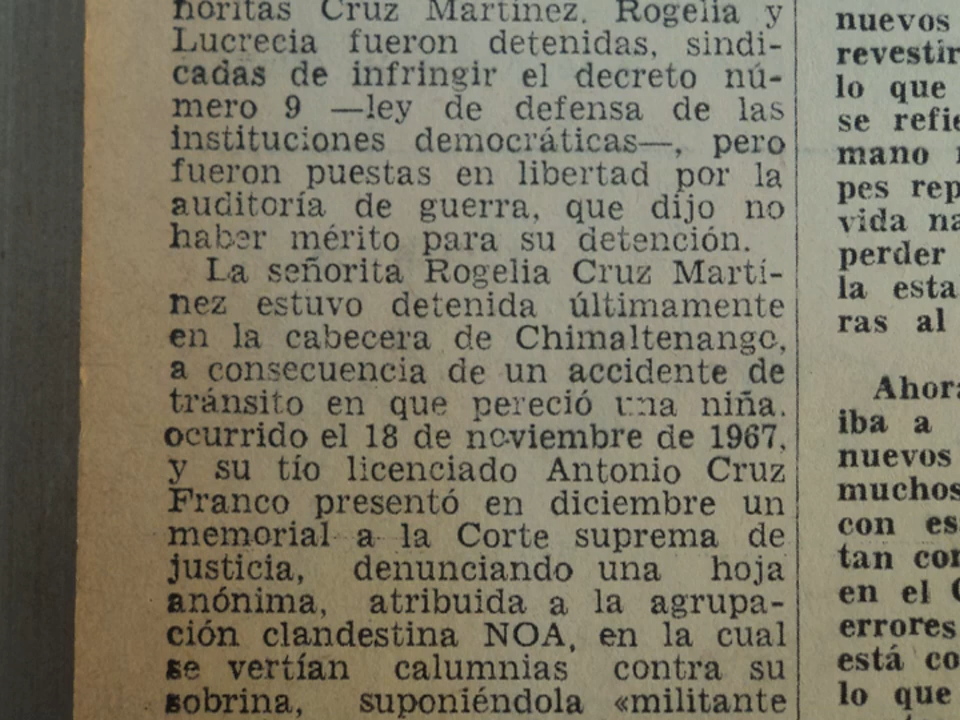 ñoritas Cruz Martínez. Rogelia y
Lucrecia fueron detenidas, sindi-
cadas de infringir el decreto nú-
mero 9 —ley de defensa de las
instituciones democráticas—, pero
fueron puestas en libertad por la
auditoría de guerra, que dijo no
haber mérito para su detención.
La señorita Rogelia Cruz Martí-
nez estuvo detenida últimamente
en la cabecera de Chimaltenango,
a consecuencia de un accidente de
tránsito en que pereció una niña.
ocurrido el 18 de noviembre de 1967,
y su tío licenciado Antonio Cruz
Franco presentó en diciembre un
memorial a la Corte suprema de
justicia, denunciando una hoja
anónima, atribuida a la agrupa-
ción clandestina NOA, en la cual
se vertían calumnias contra su
sobrina, suponiéndola «militante
nuevos
revestir
lo que
se refie
mano
pes rep
vida na
perder
la esta
ras al
Ahora
iba a
nuevos
muchos
con es
tan con
en el
errores
está co
lo que